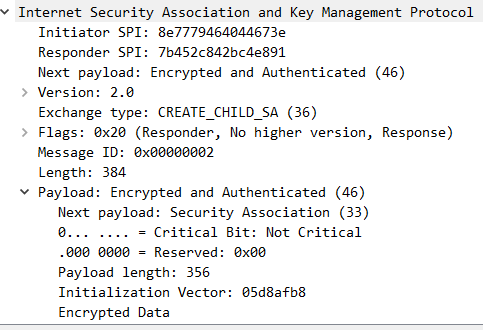 Internet Security Association and Key Management Protocol
Initiator SPI: 8e7779464044673e
Responder SPI: 7b452c842bc4e891
Next payload: Encrypted and Authenticated (46)
Version: 2.0
Exchange type: CREATE_CHILD_SA (36)
Flags: 0x20 (Responder, No higher version, Response)
Message ID: 0x00000002
Length: 384
Payload: Encrypted and Authenticated (46)
Next payload: Security Association (33)
0... .... = Critical Bit: Not Critical
.000 0000 = Reserved: 0x00
Payload length: 356
Initialization Vector: 05d8afb8
Encrypted Data